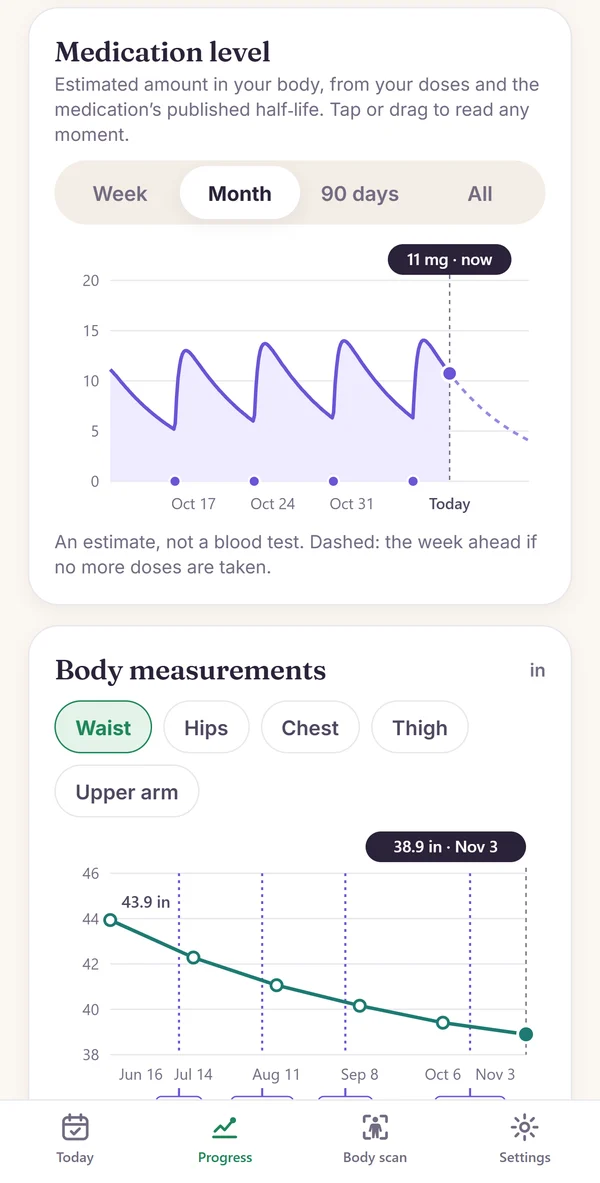 Medication level
Estimated amount in your body, from your doses and the
medication’s published half-life. Tap or drag to read any
moment.
Week Month 90 days All
11 mg · now
20
15
10
5
0
Oct 17 Oct 24 Oct 31 Today
An estimate, not a blood test. Dashed: the week ahead if
no more doses are taken.
Body measurements in
Waist Hips Chest Thigh
Upper arm
38.9 in · Nov 3
46
43.9 in
44
42
40
38
Jun 16 Jul 14 Aug 11 Sep 8 Oct 6 Nov 3
Today Progress Body scan Settings